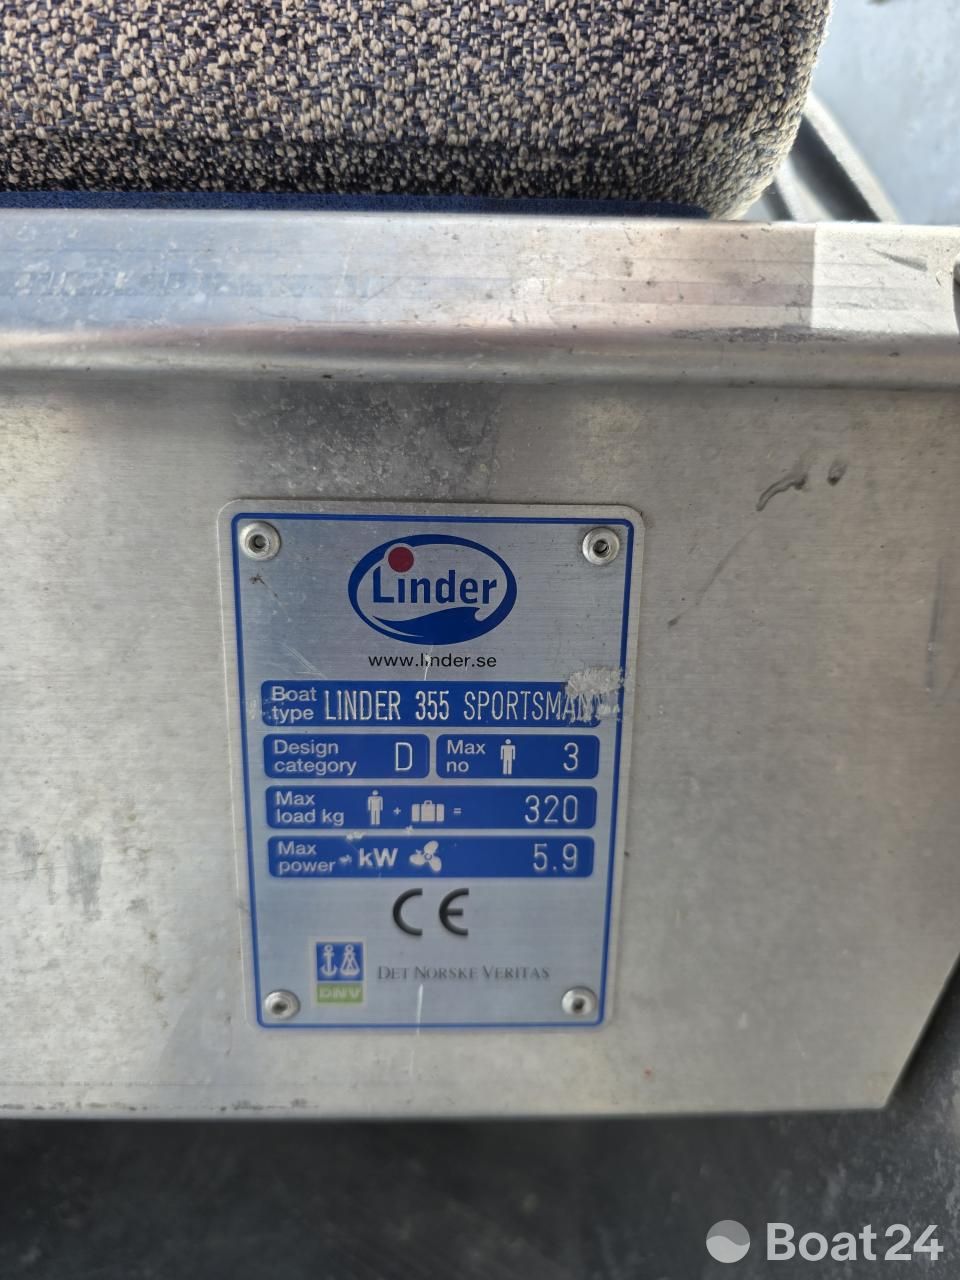 Linder
www.linder.se
Boat type LINDER 355 SPORTSMAN
Design category D
Max no 3
Max load kg + = 320
Max power kW 5.9
CE
DNV
DET NORSKE VERITAS
Boat24